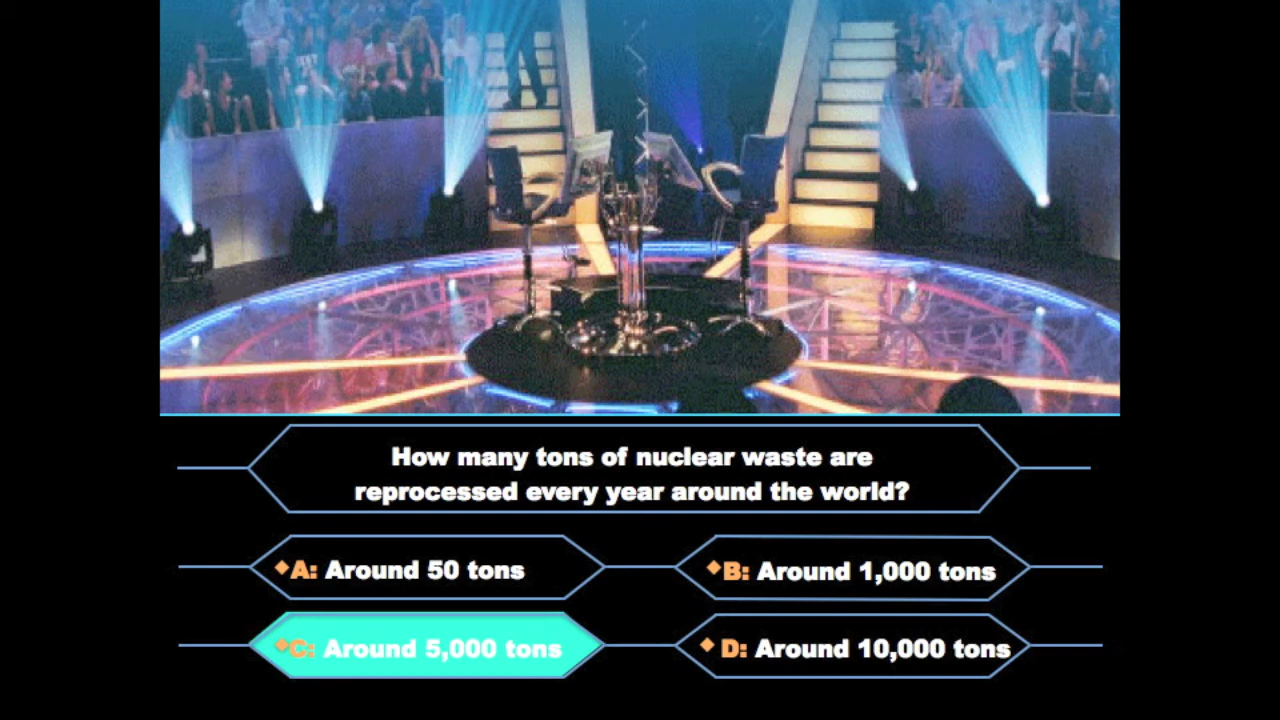 How many tons of nuclear waste are
reprocessed every year around the world?
◆A: Around 50 tons
◆B: Around 1,000 tons
◆C: Around 5,000 tons
◆ D: Around 10,000 tons